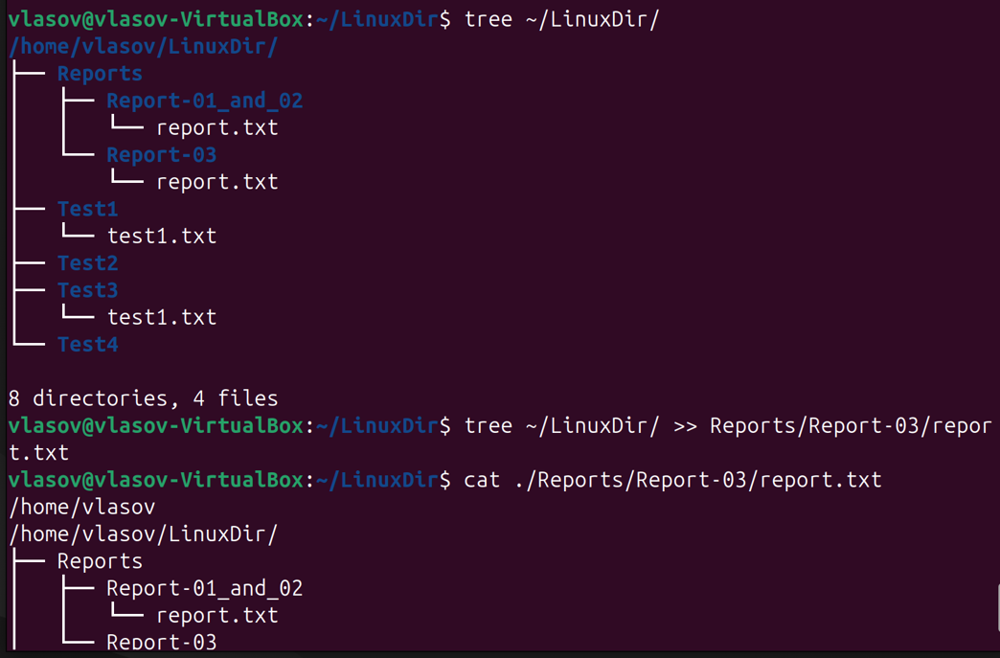 vlasov@vlasov-VirtualBox:~/LinuxDir$ tree ~/LinuxDir/
/home/vlasov/LinuxDir/
├── Reports
│   ├── Report-01_and_02
│   │   └── report.txt
│   └── Report-03
│       └── report.txt
├── Test1
│   └── test1.txt
├── Test2
├── Test3
│   └── test1.txt
└── Test4

8 directories, 4 files
vlasov@vlasov-VirtualBox:~/LinuxDir$ tree ~/LinuxDir/ >> Reports/Report-03/repor
t.txt
vlasov@vlasov-VirtualBox:~/LinuxDir$ cat ./Reports/Report-03/report.txt
/home/vlasov
/home/vlasov/LinuxDir/
├── Reports
│   ├── Report-01_and_02
│   │   └── report.txt
│   └── Report-03